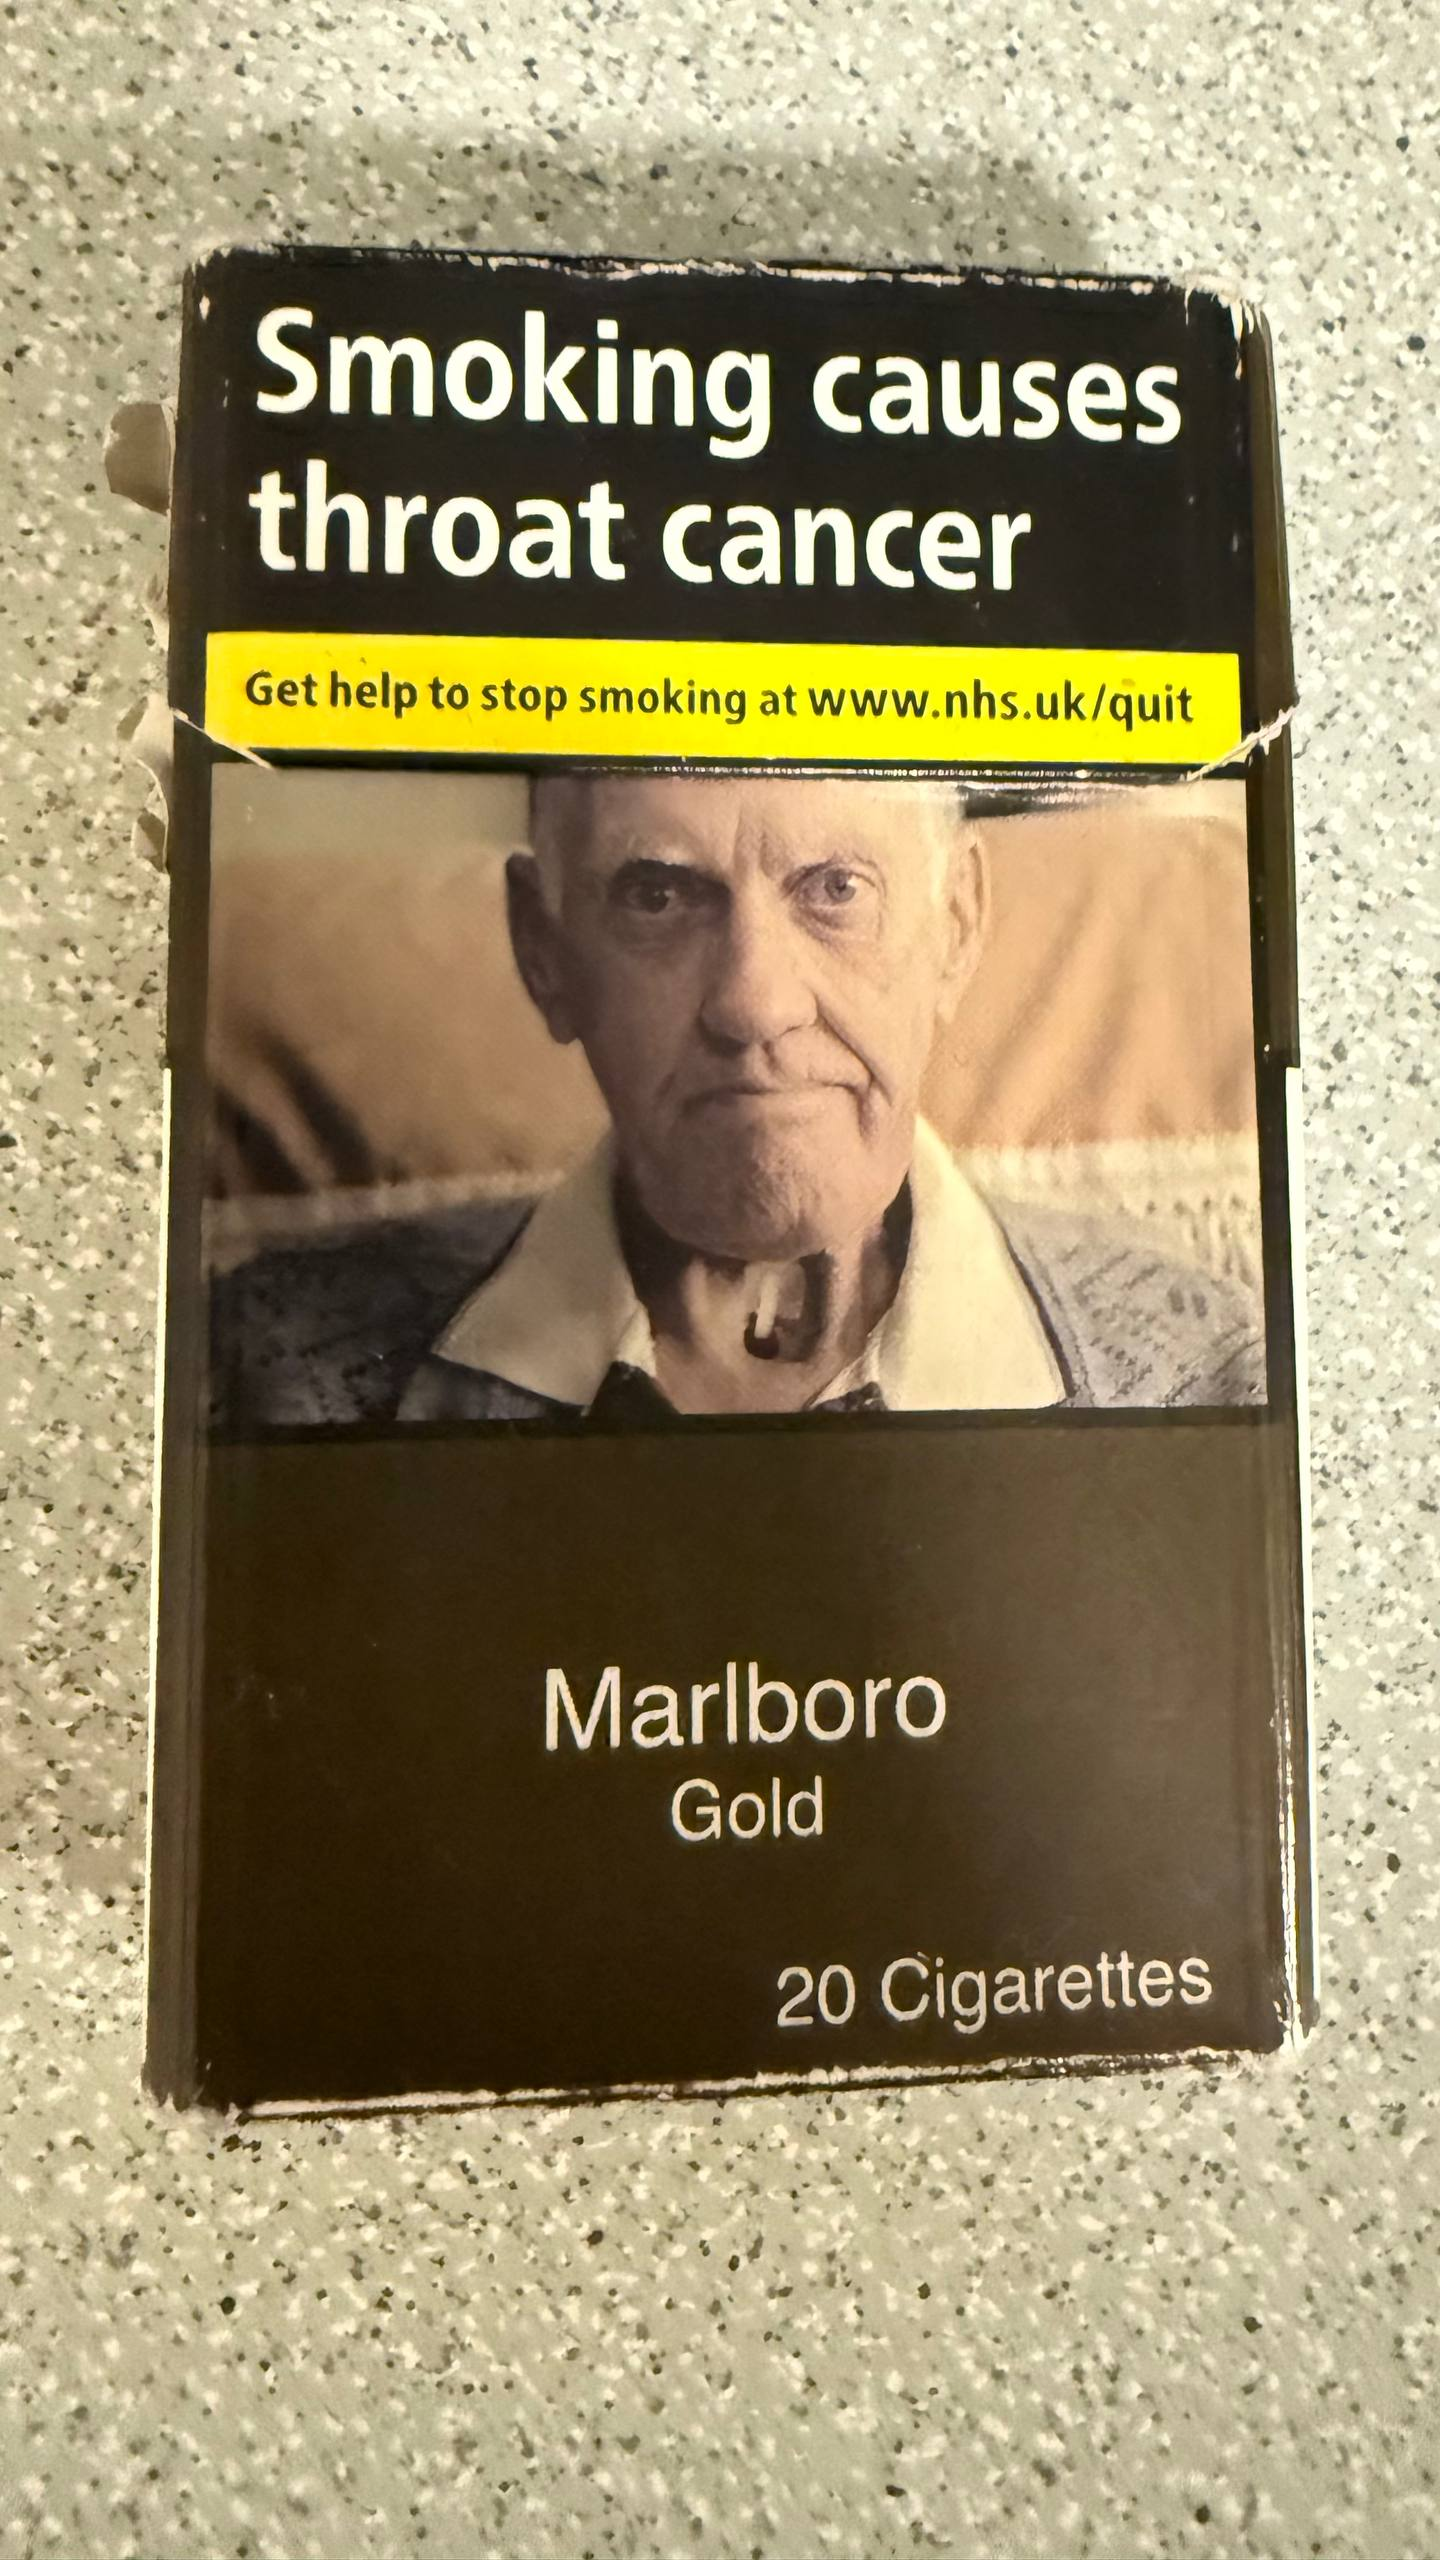 Smoking causes
throat cancer
Get help to stop smoking at www.nhs.uk/quit
Marlboro
Gold
20 Cigarettes